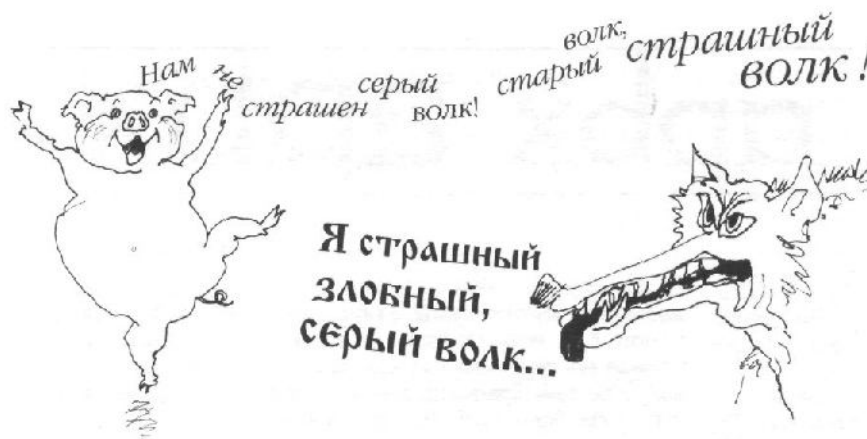 Нам не страшен серый волк!
старый волк, страшный волк!
Я страшный
злобный,
серый волк...